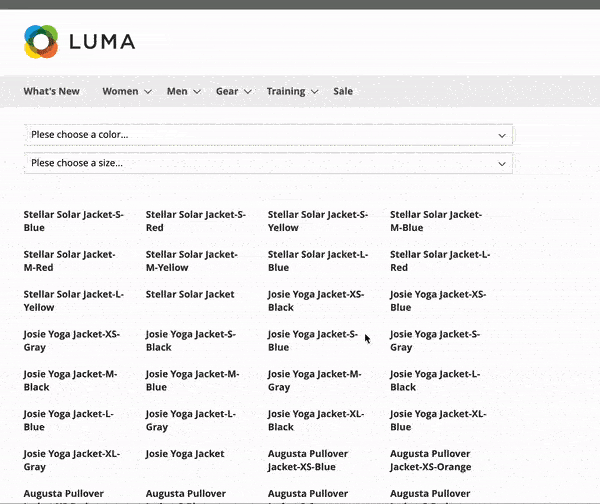 LUMA
What's New Women Men Gear Training Sale
Plese choose a color...
Plese choose a size...
Stellar Solar Jacket-S- Stellar Solar Jacket-S- Stellar Solar Jacket-S- Stellar Solar Jacket-
Blue Red Yellow M-Blue
Stellar Solar Jacket- Stellar Solar Jacket- Stellar Solar Jacket-L- Stellar Solar Jacket-L-
M-Red M-Yellow Blue Red
Stellar Solar Jacket-L- Stellar Solar Jacket Josie Yoga Jacket-XS- Josie Yoga Jacket-XS-
Yellow Black Blue
Josie Yoga Jacket-XS- Josie Yoga Jacket-S- Josie Yoga Jacket-S- Josie Yoga Jacket-S-
Gray Black Blue Gray
Josie Yoga Jacket-M- Josie Yoga Jacket-M- Josie Yoga Jacket-M- Josie Yoga Jacket-L-
Black Blue Gray Black
Josie Yoga Jacket-L- Josie Yoga Jacket-L- Josie Yoga Jacket-XL- Josie Yoga Jacket-XL-
Blue Gray Black Blue
Josie Yoga Jacket-XL- Josie Yoga Jacket Augusta Pullover Augusta Pullover
Gray Jacket-XS-Blue Jacket-XS-Orange
Augusta Pullover Augusta Pullover Augusta Pullover Augusta Pullover